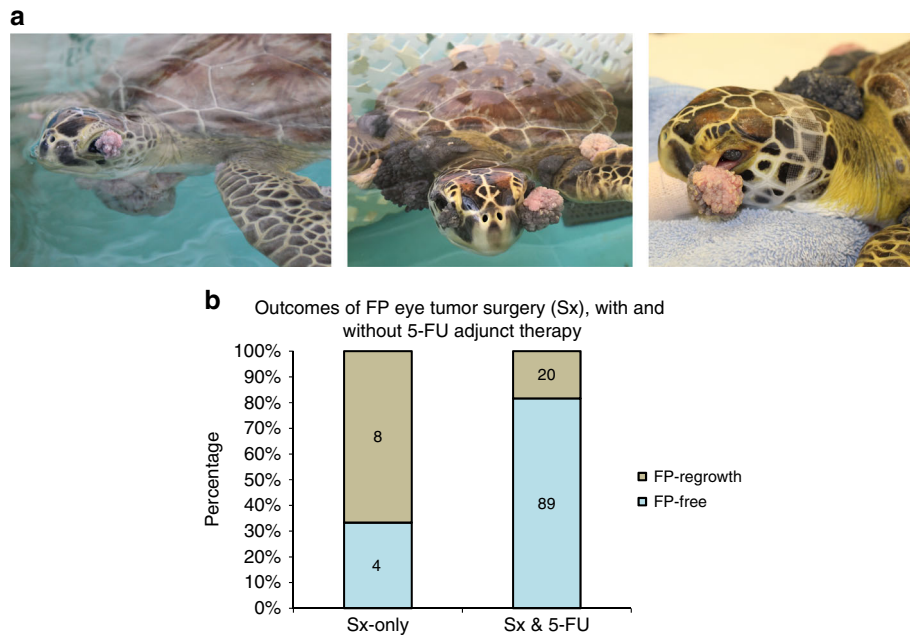 a
b
Outcomes of FP eye tumor surgery (Sx), with and
without 5-FU adjunct therapy
100%
90%
80%
70%
60%
50%
40%
30%
20%
10%
0%
Percentage
8
4
20
89
Sx-only
Sx & 5-FU
FP-regrowth
FP-free